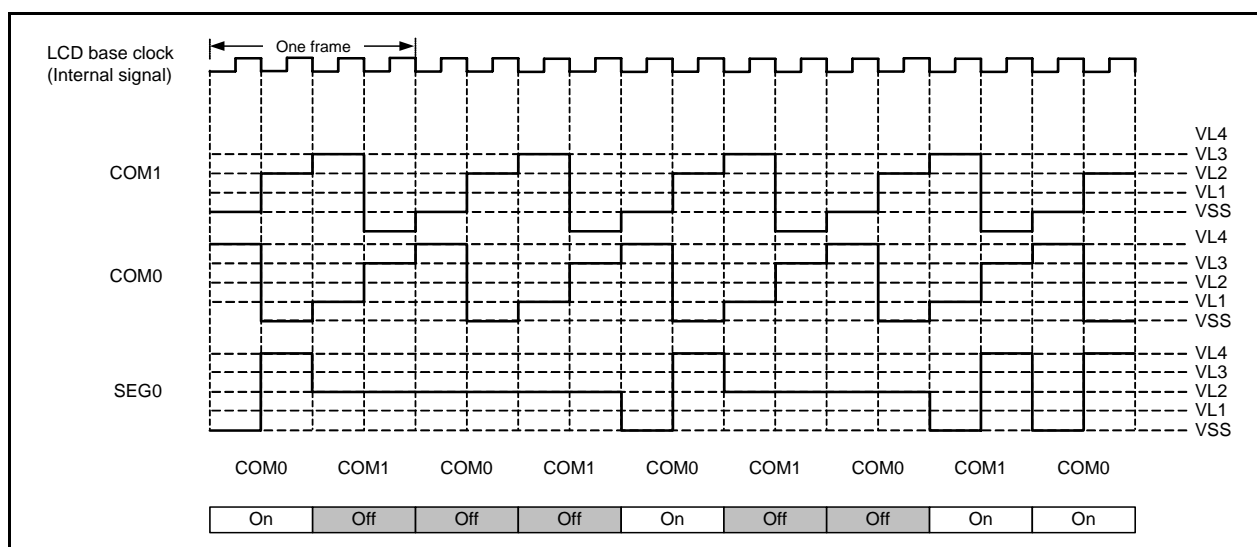 One frame
LCD base clock
(Internal signal)
VL4
VL3
COM1
VL2
VL1
VSS
VL4
COM0
VL3
VL2
VL1
VSS
VL4
VL3
SEG0
VL2
VL1
VSS
COM0 COM1 COM0 COM1 COM0 COM1 COM0 COM1 COM0
On Off Off Off On Off Off On On